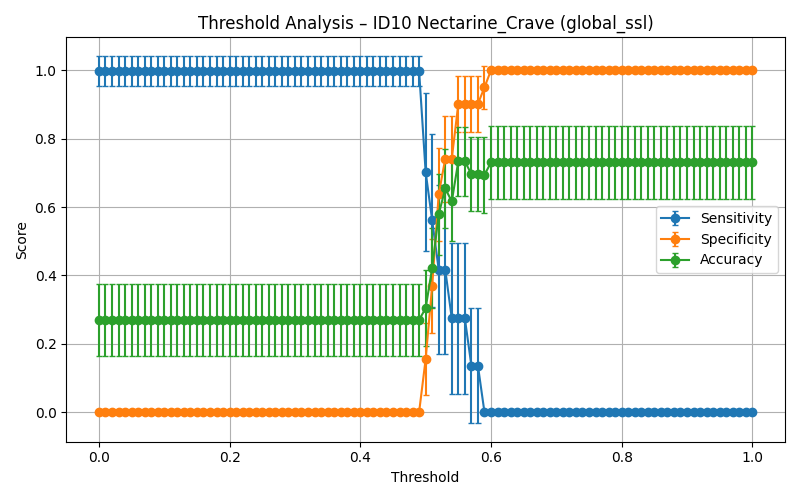 Threshold Analysis – ID10 Nectarine_Crave (global_ssl)
1.0
0.8
0.6
0.4
0.2
0.0
Score
Sensitivity
Specificity
Accuracy
0.0 0.2 0.4 0.6 0.8 1.0
Threshold